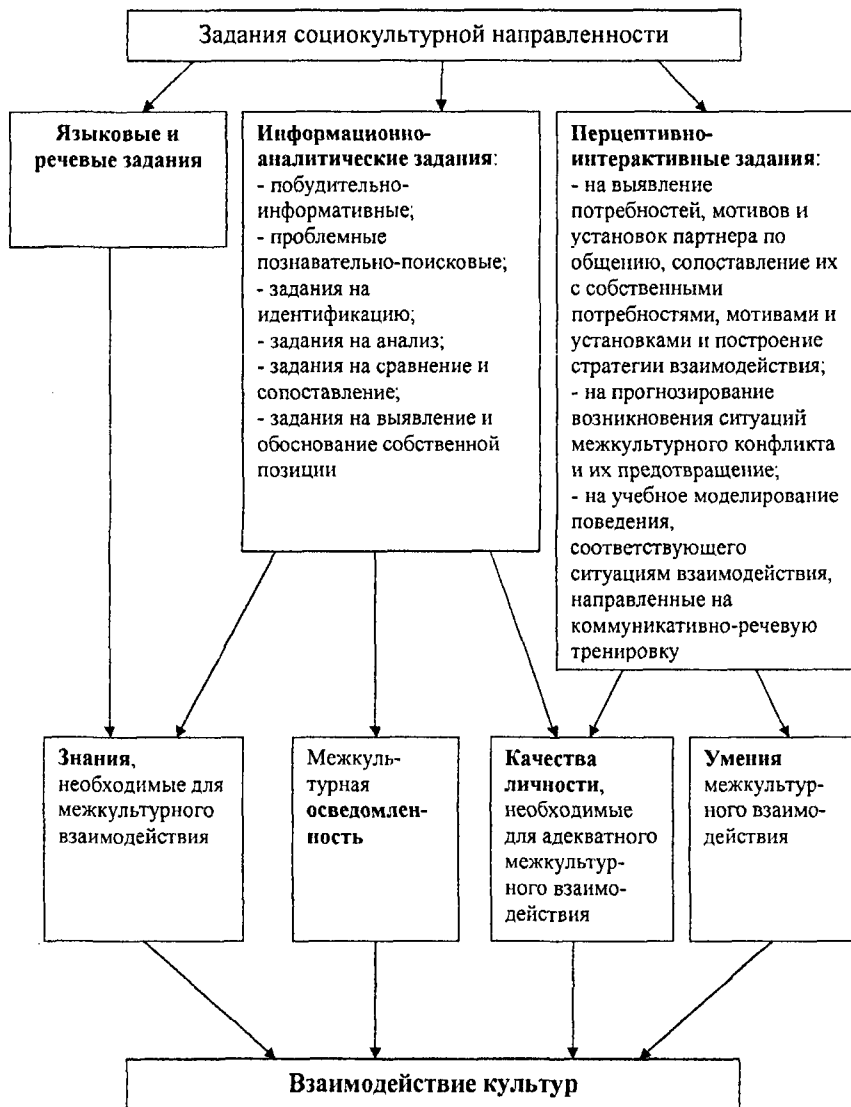 Задания социокультурной направленности
Языковые и
речевые задания
Информационно-
аналитические задания:
- побудительно-
информативные;
- проблемные
познавательно-поисковые;
- задания на
идентификацию;
- задания на анализ;
- задания на сравнение и
сопоставление;
- задания на выявление и
обоснование собственной
позиции
Перцептивно-
интерактивные задания:
- на выявление
потребностей, мотивов и
установок партнера по
общению, сопоставление их
с собственными
потребностями, мотивами и
установками и построение
стратегии взаимодействия;
- на прогнозирование
возникновения ситуаций
межкультурного конфликта
и их предотвращение;
- на учебное моделирование
поведения,
соответствующего
ситуациям взаимодействия,
направленные на
коммуникативно-речевую
тренировку
Знания,
необходимые для
межкультурного
взаимодействия
Межкуль-
турная
осведомлен-
ность
Качества
личности,
необходимые
для адекватного
межкультур-
ного взаимо-
действия
Умения
межкультур-
ного взаимо-
действия
Взаимодействие культур